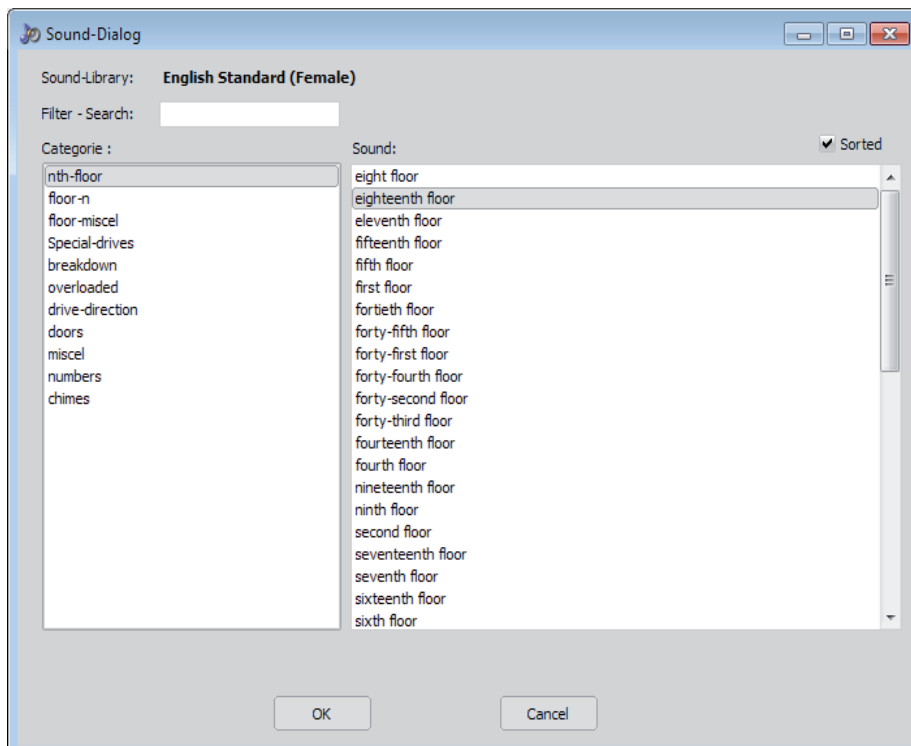 Sound-Dialog
Sound-Library: English Standard (Female)
Filter - Search:
Categorie :
nth-floor
floor-n
floor-miscel
Special-drives
breakdown
overloaded
drive-direction
doors
miscel
numbers
chimes
Sound:
Sorted
eight floor
eighteenth floor
eleventh floor
fifteenth floor
fifth floor
first floor
fortieth floor
forty-fifth floor
forty-first floor
forty-fourth floor
forty-second floor
forty-third floor
fourteenth floor
fourth floor
nineteenth floor
ninth floor
second floor
seventeenth floor
seventh floor
sixteenth floor
sixth floor
OK
Cancel